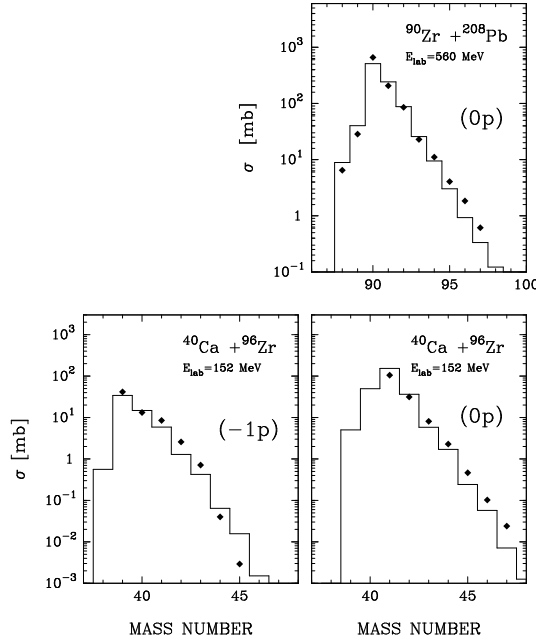 ⁹⁰Zr +²⁰⁸Pb
E_lab=560 MeV
(0p)
σ [mb]
10³
10²
10¹
1
10⁻¹
90 95 100
⁴⁰Ca +⁹⁶Zr
E_lab=152 MeV
(−1p)
σ [mb]
10³
10²
10¹
1
10⁻¹
10⁻²
10⁻³
40 45
MASS NUMBER
⁴⁰Ca +⁹⁶Zr
E_lab=152 MeV
(0p)
40 45
MASS NUMBER